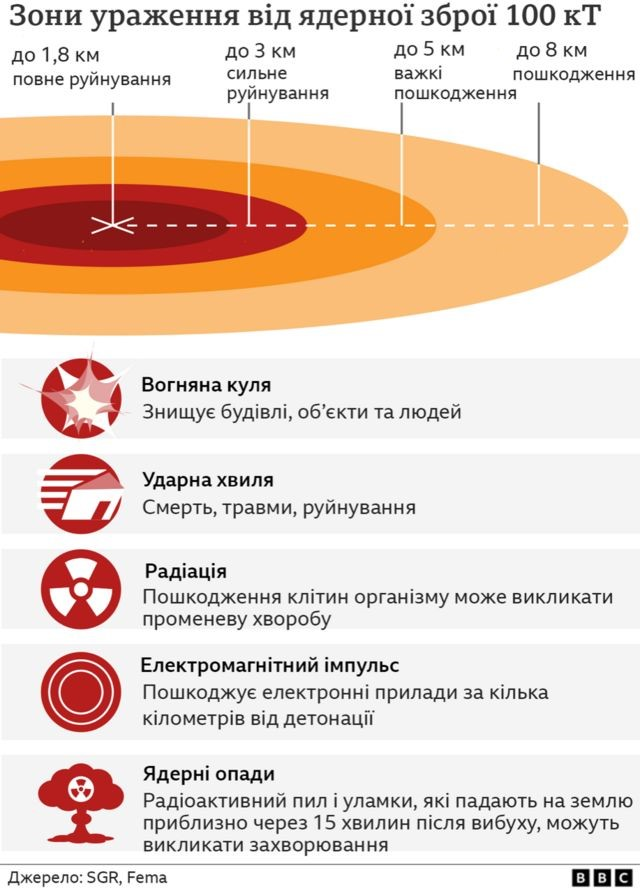 Зони ураження від ядерної зброї 100 кТ
до 1,8 км
повне руйнування
до 3 км
сильне
руйнування
до 5 км
важкі
пошкодження
до 8 км
пошкодження
Вогняна куля
Знищує будівлі, об’єкти та людей
Ударна хвиля
Смерть, травми, руйнування
Радіація
Пошкодження клітин організму може викликати
променеву хворобу
Електромагнітний імпульс
Пошкоджує електронні прилади за кілька
кілометрів від детонації
Ядерні опади
Радіоактивний пил і уламки, які падають на землю
приблизно через 15 хвилин після вибуху, можуть
викликати захворювання
Джерело: SGR, Fema
BBC